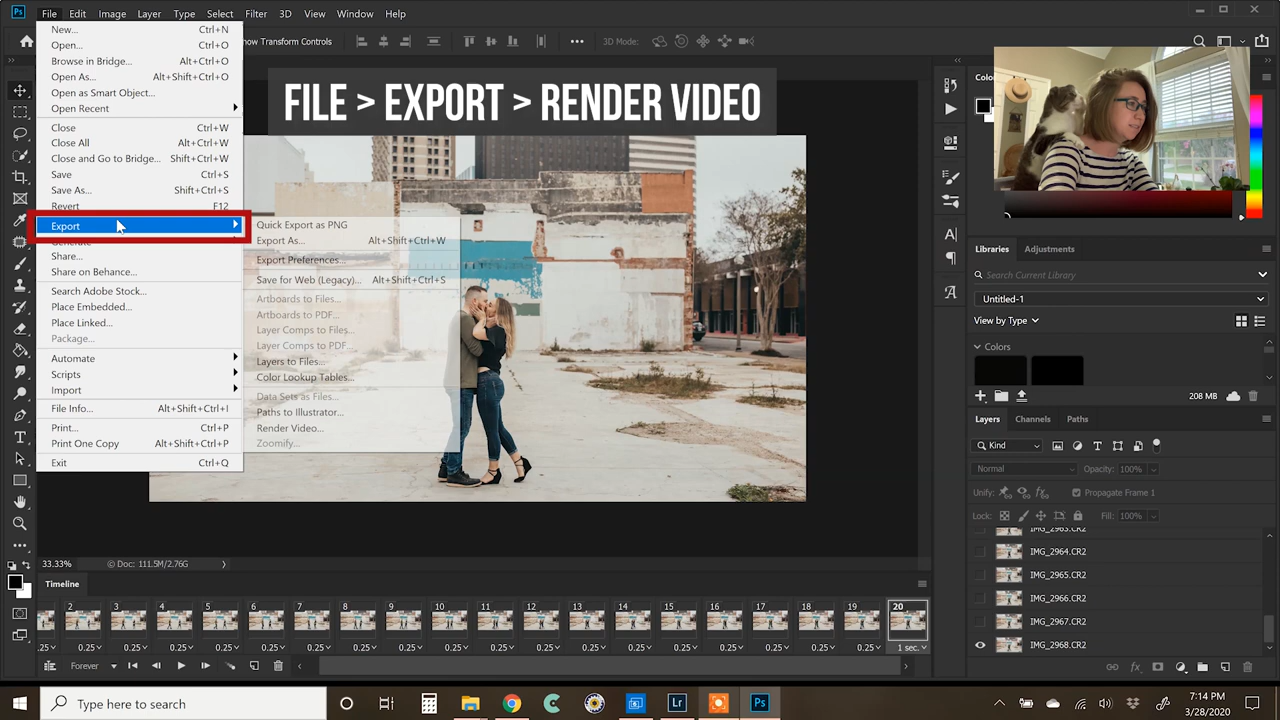 Ps File Edit Image Layer Type Select Filter 3D View Window Help
how Transform Controls
3D Mode:
New... Ctrl+N
Open... Ctrl+O
Browse in Bridge... Alt+Ctrl+O
Open As... Alt+Shift+Ctrl+O
Open as Smart Object...
Open Recent
Close Ctrl+W
Close All Alt+Ctrl+W
Close and Go to Bridge... Shift+Ctrl+W
Save Ctrl+S
Save As... Shift+Ctrl+S
Revert F12
Export
Generate
Share...
Share on Behance...
Search Adobe Stock...
Place Embedded...
Place Linked...
Package...
Automate
Scripts
Import
File Info... Alt+Shift+Ctrl+I
Print... Ctrl+P
Print One Copy Alt+Shift+Ctrl+P
Exit Ctrl+Q
Quick Export as PNG
Export As... Alt+Shift+Ctrl+W
Export Preferences...
Save for Web (Legacy)... Alt+Shift+Ctrl+S
Artboards to Files...
Artboards to PDF...
Layer Comps to Files...
Layer Comps to PDF...
Layers to Files...
Color Lookup Tables...
Data Sets as Files...
Paths to Illustrator...
Render Video...
Zoomify...
FILE > EXPORT > RENDER VIDEO
Colo
Libraries Adjustments
Search Current Library
Untitled-1
View by Type
Colors
208 MB
Layers Channels Paths
Kind
Normal Opacity: 100%
Unify: Propagate Frame 1
Lock: Fill: 100%
IMG_2963.CR2
IMG_2964.CR2
IMG_2965.CR2
IMG_2966.CR2
IMG_2967.CR2
IMG_2968.CR2
33.33% © Doc: 111.5M/2.76G
Timeline
2 3 4 5 6 7 8 9 10 11 12 13 14 15 16 17 18 19 20
0.25 0.25 0.25 0.25 0.25 0.25 0.25 0.25 0.25 0.25 0.25 0.25 0.25 0.25 0.25 0.25 0.25 0.25 0.25 1 sec.
Forever
Type here to search
Lr
Ps
7:14 PM
3/28/2020